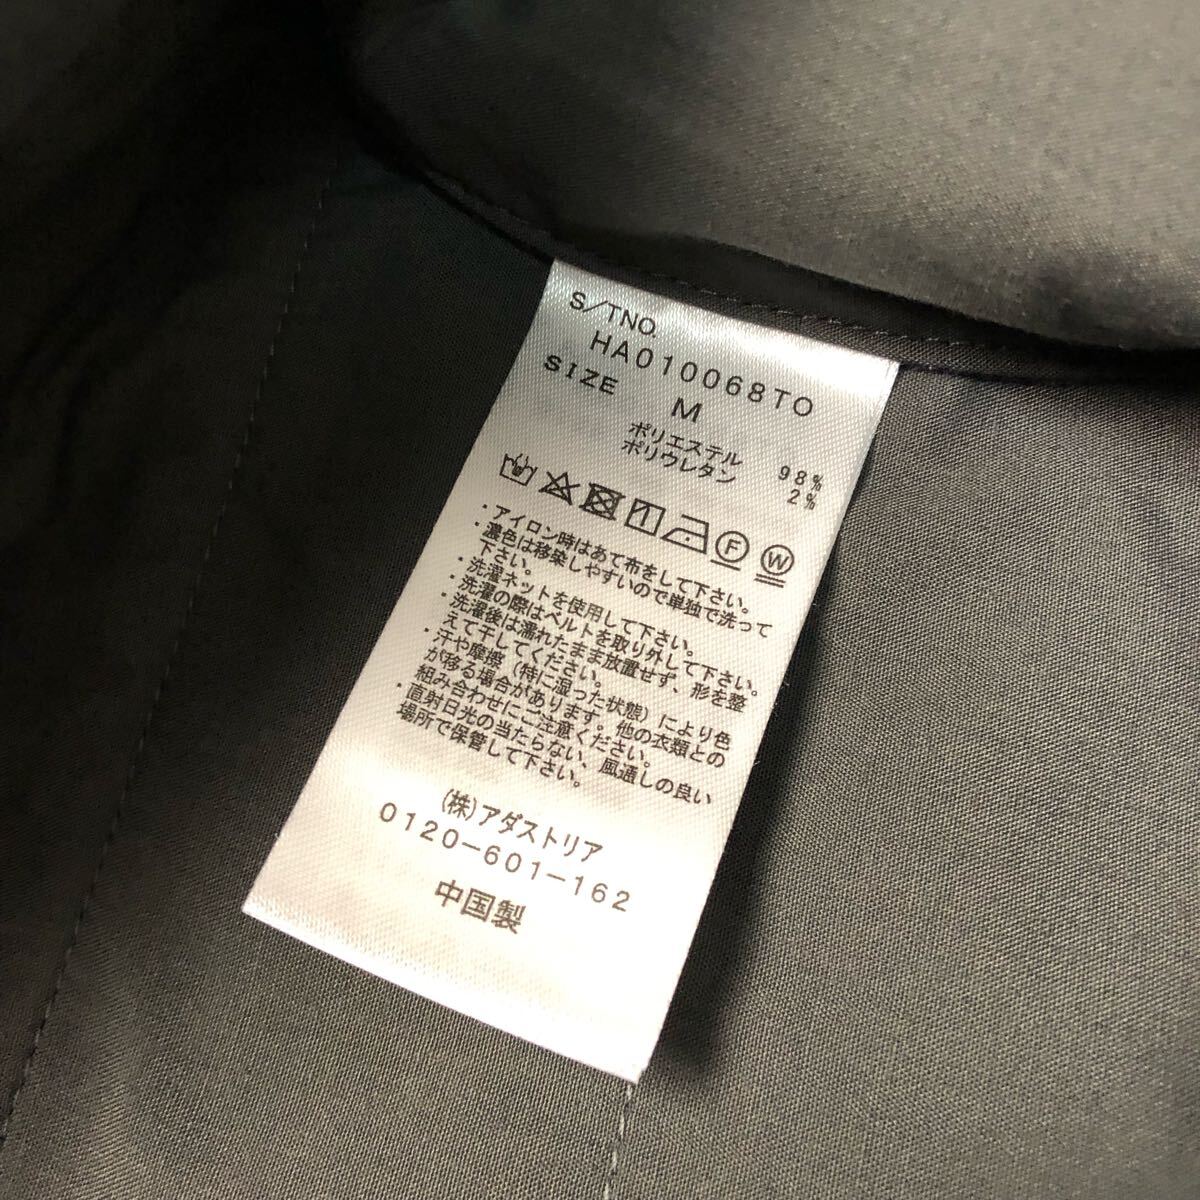 S/TNO.
HA010068TO
SIZE M
ポリエステル 98%
ポリウレタン 2%
F W
・アイロン時はあて布をして下さい。
・濃色は移染しやすいので単独で洗って
下さい。
・洗濯ネットを使用して下さい。
・洗濯の際はベルトを取り外して下さい。
・洗濯後は濡れたまま放置せず、形を整
えて干してください。
・汗や摩擦(特に湿った状態)により色
が移る場合があります。他の衣類との
組み合わせにご注意ください。
・直射日光の当たらない、風通しの良い
場所で保管して下さい。
(株)アダストリア
0120-601-162
中国製